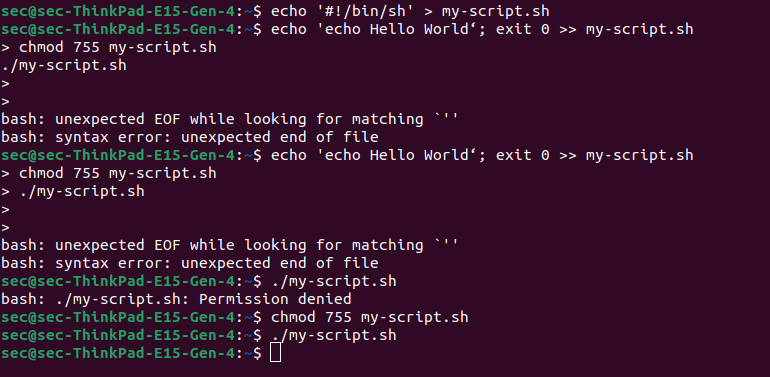 sec@sec-ThinkPad-E15-Gen-4:~$ echo '#!/bin/sh' > my-script.sh
sec@sec-ThinkPad-E15-Gen-4:~$ echo 'echo Hello World‘; exit 0 >> my-script.sh
> chmod 755 my-script.sh
./my-script.sh
>
>
bash: unexpected EOF while looking for matching `''
bash: syntax error: unexpected end of file
sec@sec-ThinkPad-E15-Gen-4:~$ echo 'echo Hello World‘; exit 0 >> my-script.sh
> chmod 755 my-script.sh
> ./my-script.sh
>
>
bash: unexpected EOF while looking for matching `''
bash: syntax error: unexpected end of file
sec@sec-ThinkPad-E15-Gen-4:~$ ./my-script.sh
bash: ./my-script.sh: Permission denied
sec@sec-ThinkPad-E15-Gen-4:~$ chmod 755 my-script.sh
sec@sec-ThinkPad-E15-Gen-4:~$ ./my-script.sh
sec@sec-ThinkPad-E15-Gen-4:~$